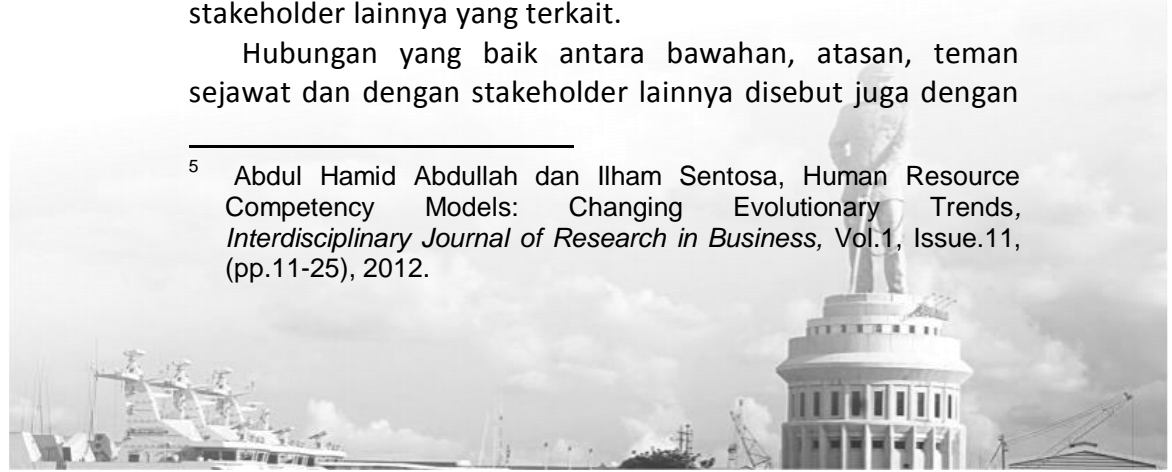 stakeholder lainnya yang terkait.
Hubungan yang baik antara bawahan, atasan, teman
sejawat dan dengan stakeholder lainnya disebut juga dengan
5 Abdul Hamid Abdullah dan Ilham Sentosa, Human Resource
Competency Models: Changing Evolutionary Trends,
Interdisciplinary Journal of Research in Business, Vol.1, Issue.11,
(pp.11-25), 2012.